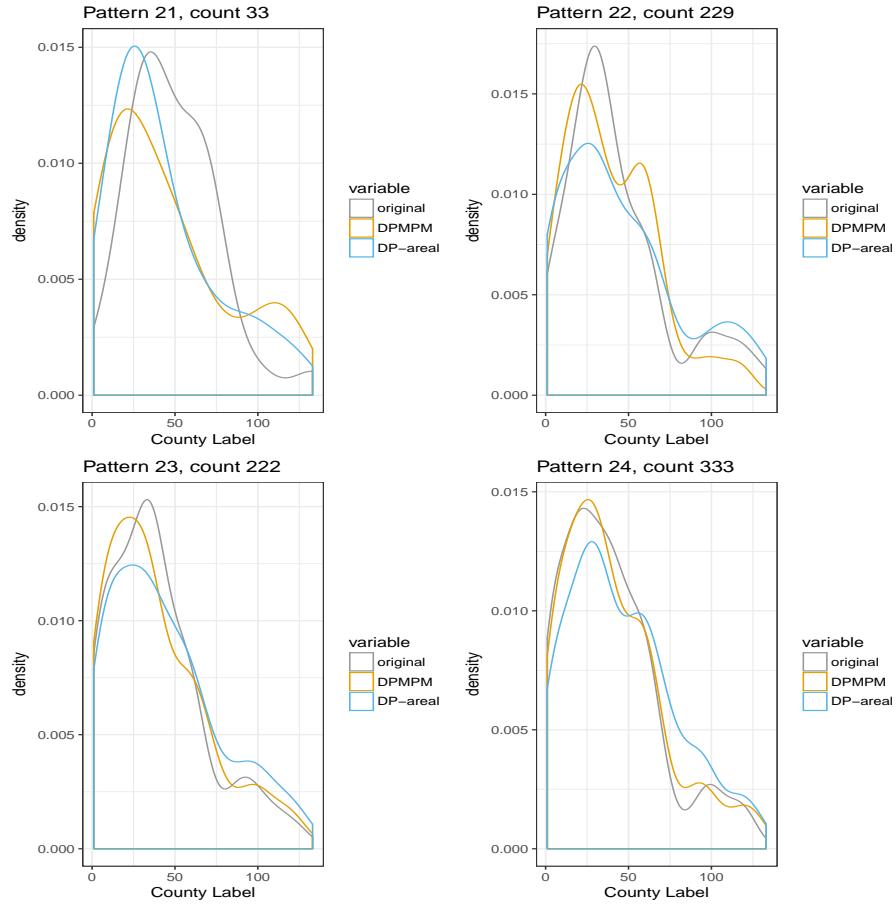 Pattern 21, count 33
0.015
0.010
0.005
0.000
density
0
50
100
County Label
variable
original
DPMPM
DP−areal
Pattern 22, count 229
0.015
0.010
0.005
0.000
density
0
50
100
County Label
variable
original
DPMPM
DP−areal
Pattern 23, count 222
0.015
0.010
0.005
0.000
density
0
50
100
County Label
variable
original
DPMPM
DP−areal
Pattern 24, count 333
0.015
0.010
0.005
0.000
density
0
50
100
County Label
variable
original
DPMPM
DP−areal